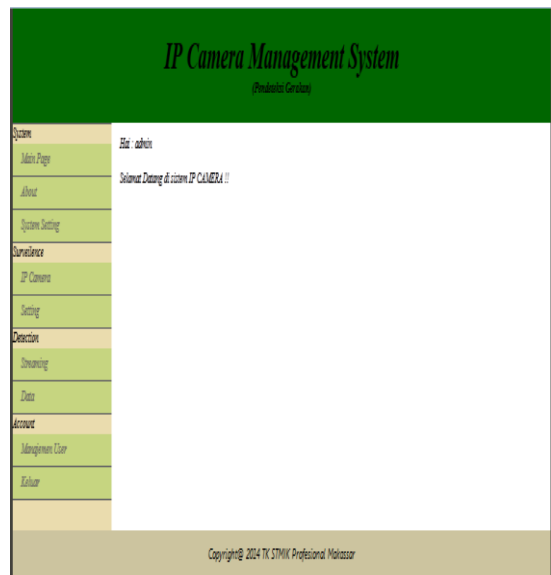 IP Camera Management System
(Pendeteksi Gerakan)
System
Main Page
About
System Setting
Surveilence
IP Camera
Setting
Detection
Streaming
Data
Account
Manajemen User
Keluar
Hai : admin
Selamat Datang di sistem IP CAMERA !!
Copyright@ 2014 TK STMIK Profesional Makassar